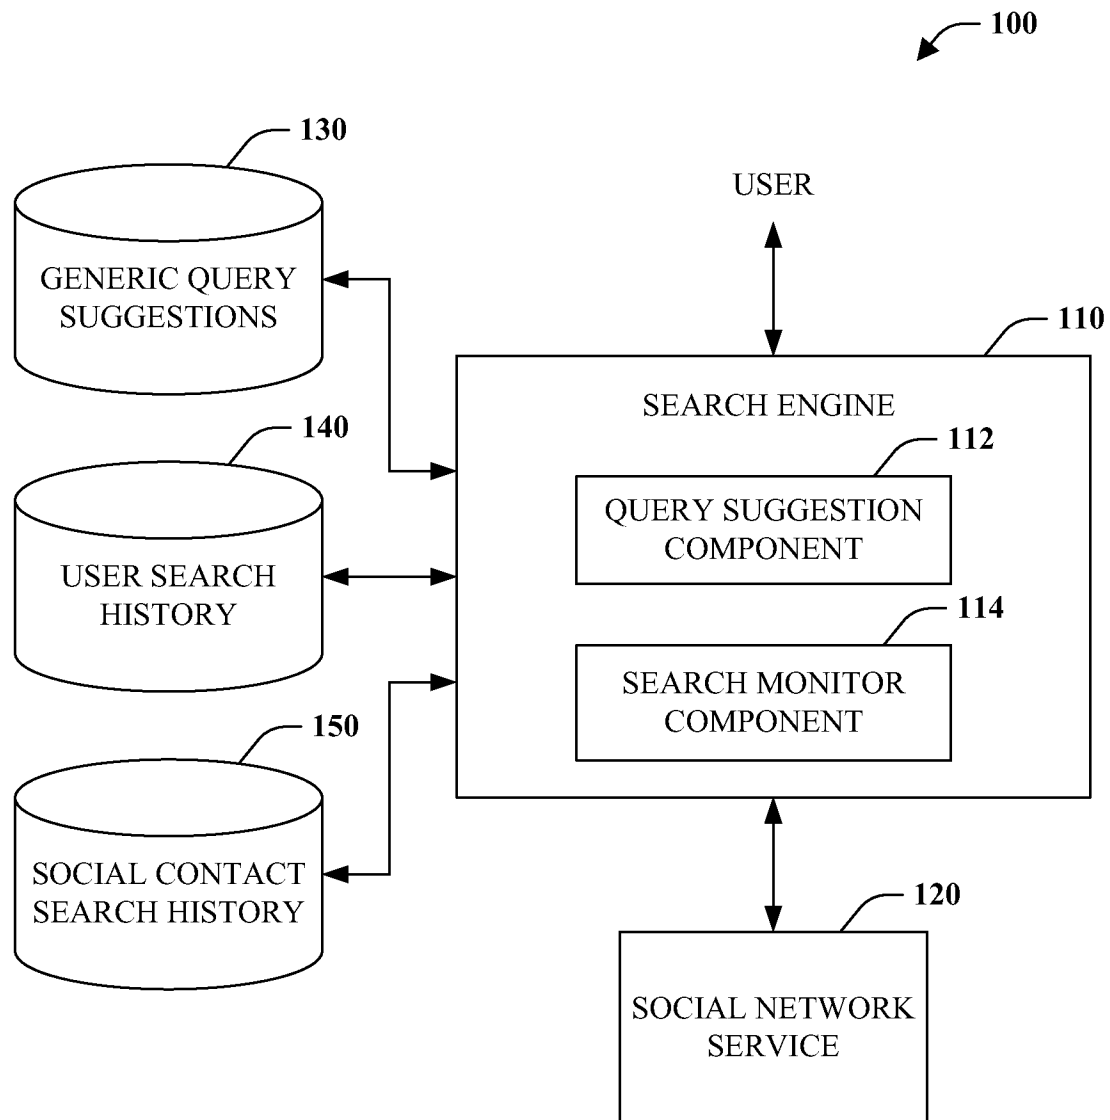 100
130
USER
GENERIC QUERY
SUGGESTIONS
110
SEARCH ENGINE
140
112
QUERY SUGGESTION
COMPONENT
USER SEARCH
HISTORY
114
SEARCH MONITOR
COMPONENT
150
SOCIAL CONTACT
SEARCH HISTORY
120
SOCIAL NETWORK
SERVICE